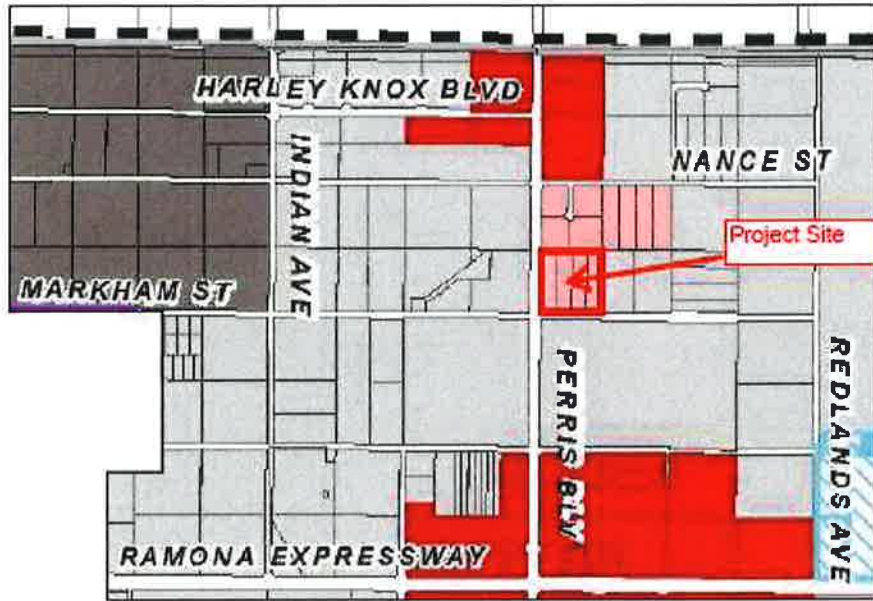 HARLEY KNOX BLVD
INDIAN AVE
NANCE ST
Project Site
MARKHAM ST
PERRIS BLV
REDLANDS AVE
RAMONA EXPRESSWAY